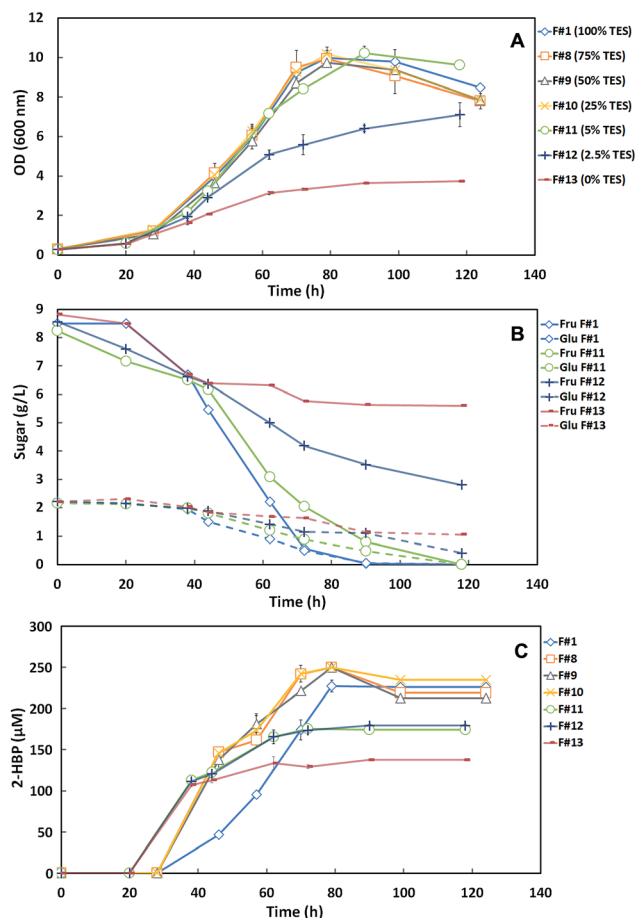 A
OD (600 nm)
12
10
8
6
4
2
0
0 20 40 60 80 100 120 140
Time (h)
F#1 (100% TES)
F#8 (75% TES)
F#9 (50% TES)
F#10 (25% TES)
F#11 (5% TES)
F#12 (2.5% TES)
F#13 (0% TES)
B
Sugar (g/L)
9
8
7
6
5
4
3
2
1
0
0 20 40 60 80 100 120 140
Time (h)
Fru F#1
Glu F#1
Fru F#11
Glu F#11
Fru F#12
Glu F#12
Fru F#13
Glu F#13
C
2-HBP (µM)
300
250
200
150
100
50
0
0 20 40 60 80 100 120 140
Time (h)
F#1
F#8
F#9
F#10
F#11
F#12
F#13